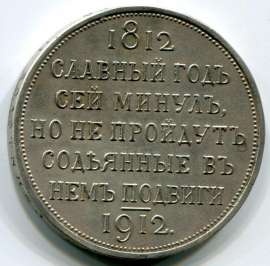 1812
СЛАВНЫЙ ГОДЪ
СЕЙ МИНУЛЪ,
НО НЕ ПРОЙДУТЪ
СОДѢЯННЫЕ ВЪ
НЕМЪ ПОДВИГИ
1912.